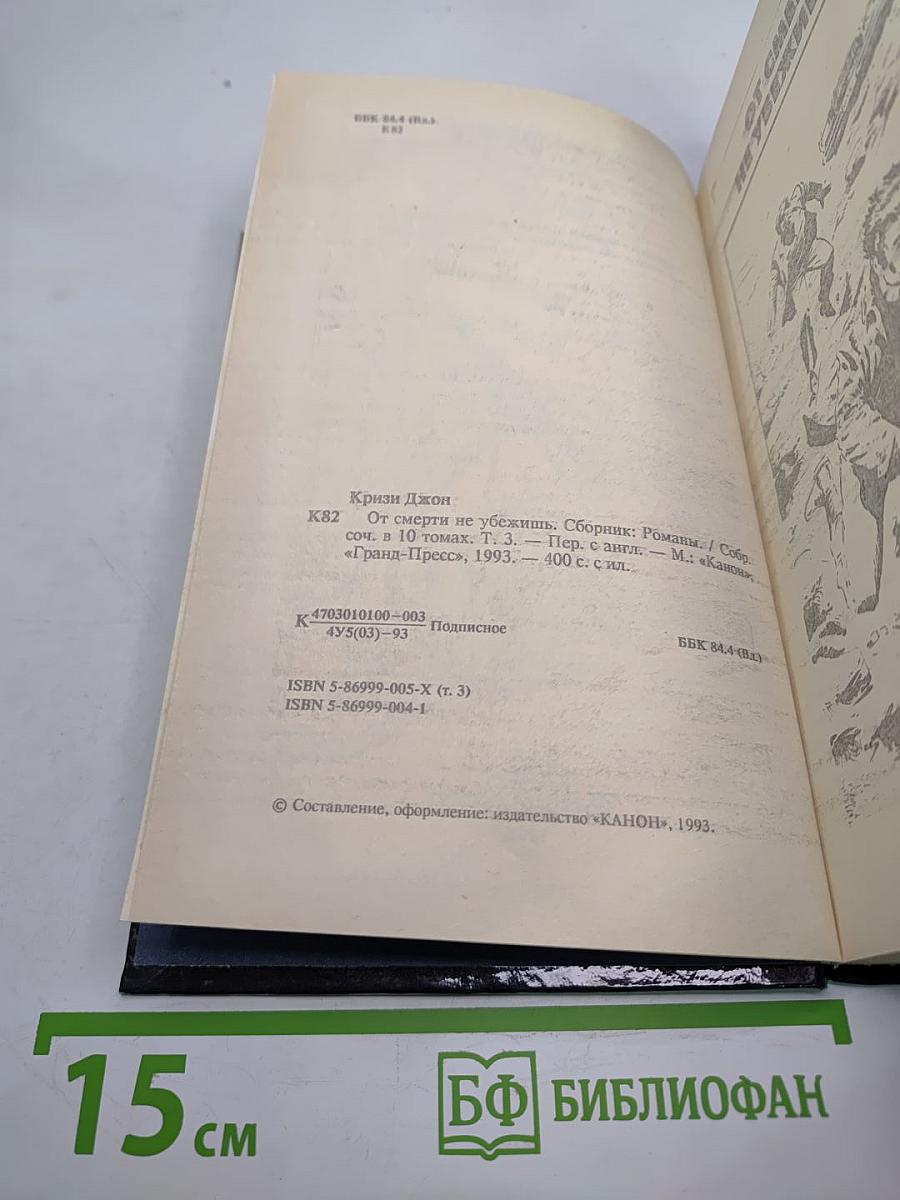 ББК 84.4 (Вл.)
К82
Кризи Джон
К82 От смерти не убежишь. Сборник: Романы. / Собр.
соч. в 10 томах. Т. 3. — Пер. с англ. — М.: «Канон»,
«Гранд-Пресс», 1993. — 400 с. с ил.
К 4703010100—003
4У5(03)—93 Подписное
ББК 84.4 (Вл.)
ISBN 5-86999-005-X (т. 3)
ISBN 5-86999-004-1
© Составление, оформление: издательство «КАНОН», 1993.
ОТ
НЕ
15 см
БФ БИБЛИОФАН